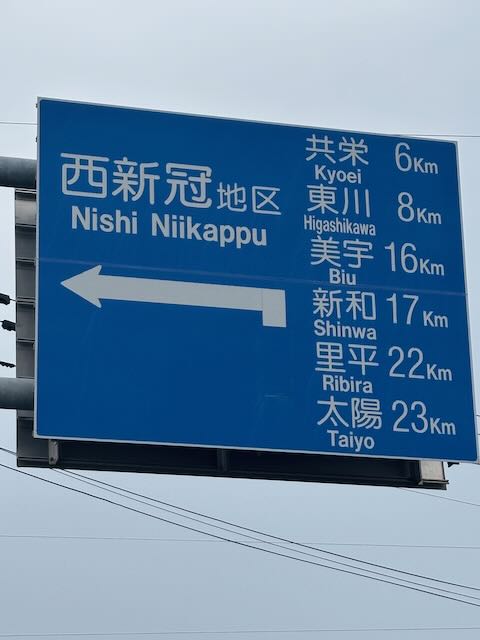 西新冠地区
Nishi Niikappu
共栄 6Km
Kyoei
東川 8Km
Higashikawa
美宇 16Km
Biu
新和 17Km
Shinwa
里平 22Km
Ribira
太陽 23Km
Taiyo